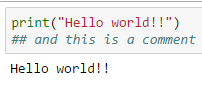 print("Hello world!!")
## and this is a comment
Hello world!!